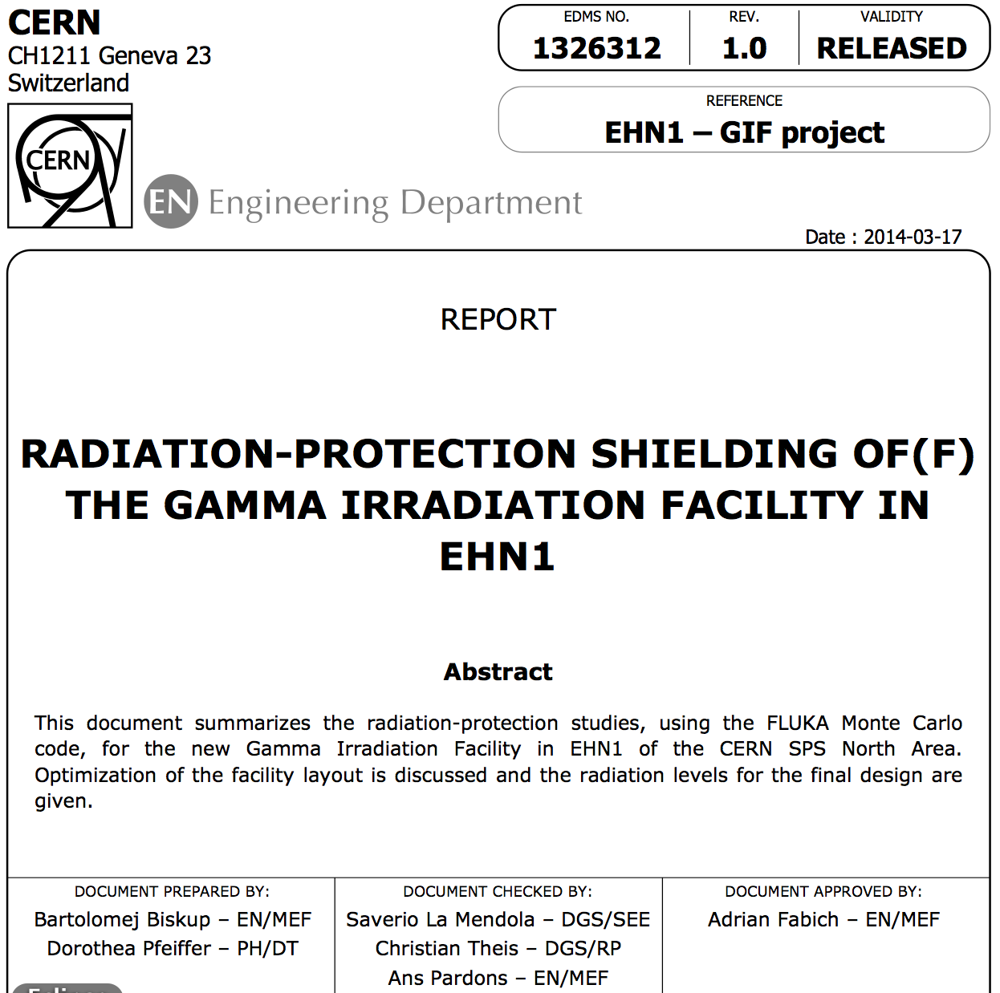 CERN
CH1211 Geneva 23
Switzerland
EDMS NO.
1326312
REV.
1.0
VALIDITY
RELEASED
REFERENCE
EHN1 – GIF project
CERN
EN Engineering Department
Date : 2014-03-17
REPORT
RADIATION-PROTECTION SHIELDING OF(F)
THE GAMMA IRRADIATION FACILITY IN
EHN1
Abstract
This document summarizes the radiation-protection studies, using the FLUKA Monte Carlo
code, for the new Gamma Irradiation Facility in EHN1 of the CERN SPS North Area.
Optimization of the facility layout is discussed and the radiation levels for the final design are
given.
DOCUMENT PREPARED BY:
Bartolomej Biskup – EN/MEF
Dorothea Pfeiffer – PH/DT
DOCUMENT CHECKED BY:
Saverio La Mendola – DGS/SEE
Christian Theis – DGS/RP
Ans Pardons – EN/MEF
DOCUMENT APPROVED BY:
Adrian Fabich – EN/MEF